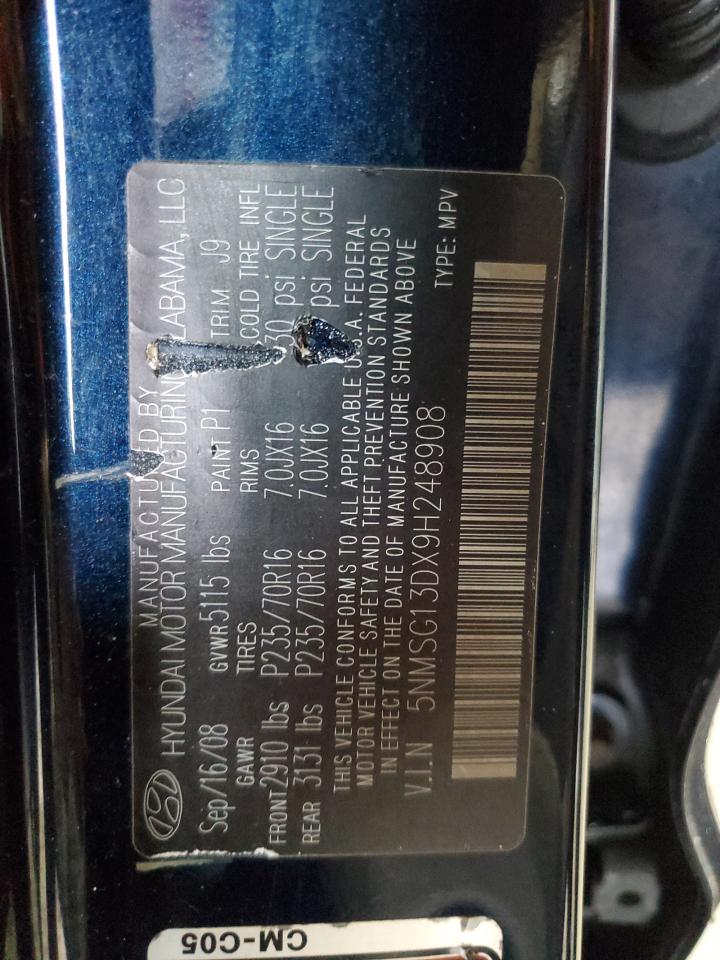 MANUFACTURED BY
HYUNDAI MOTOR MANUFACTURING ALABAMA, LLC
Sep/16/08 GVWR 5115 lbs PAINT P1 TRIM J9
GAWR TIRES RIMS COLD TIRE INFL
FRONT 2910 lbs P235/70R16 7.0JX16 30 psi SINGLE
REAR 3131 lbs P235/70R16 7.0JX16 psi SINGLE
THIS VEHICLE CONFORMS TO ALL APPLICABLE U.S.A. FEDERAL
MOTOR VEHICLE SAFETY AND THEFT PREVENTION STANDARDS
IN EFFECT ON THE DATE OF MANUFACTURE SHOWN ABOVE
V.I.N 5NMSG13DX9H248908
TYPE: MPV
CM-C05